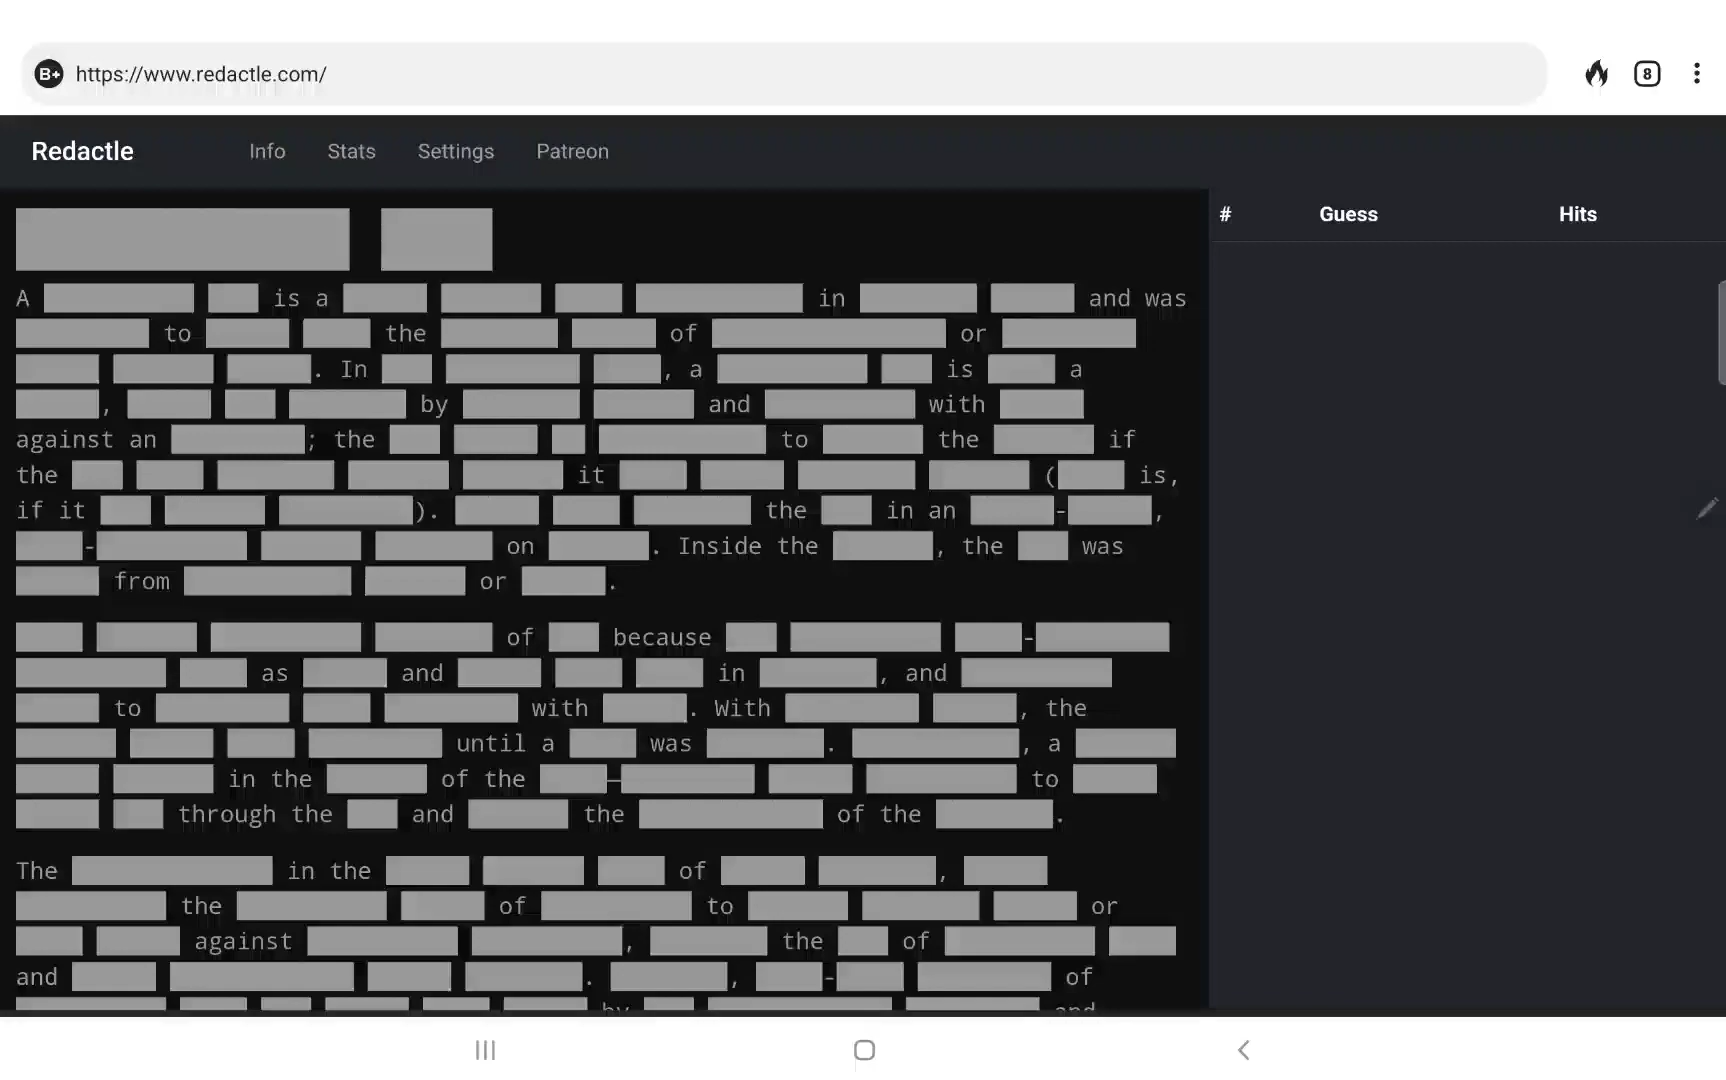 B+ https://www.redactle.com/ 8
Redactle Info Stats Settings Patreon
# Guess Hits
A is a in and was
to the of or
. In , a is a
, by and with
against an ; the to the if
the it ( is,
if it ). the in an - ,
- on . Inside the , the was
from or .
of because -
as and in , and
to with . With , the
until a was . , a
in the of the — to
through the and the of the .
The in the of ,
the of to or
against , the of
and . , - of
by and